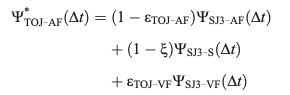 Ψ*TOJ–AF(Δt) = (1 – εTOJ–AF)ΨSJ3–AF(Δt)
+ (1 – ξ)ΨSJ3–S(Δt)
+ εTOJ–VFΨSJ3–VF(Δt)